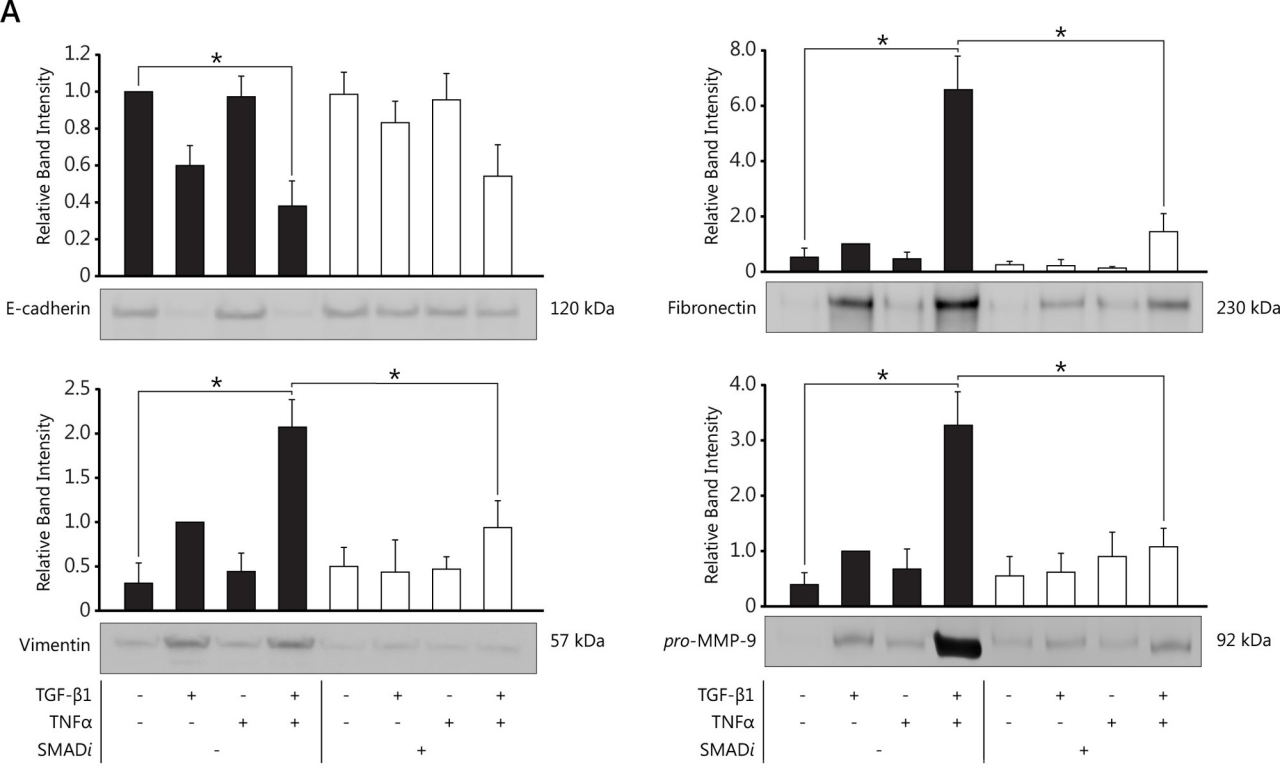 A
Relative Band Intensity
1.2
1.0
0.8
0.6
0.4
0.2
0
*
E-cadherin
120 kDa
Relative Band Intensity
8.0
6.0
4.0
2.0
0
* *
Fibronectin
230 kDa
Relative Band Intensity
2.5
2.0
1.5
1.0
0.5
0
* *
Vimentin
57 kDa
Relative Band Intensity
4.0
3.0
2.0
1.0
0
* *
pro-MMP-9
92 kDa
TGF-β1 - + - + - + - +
TNFα - - + + - - + +
SMADi - +
TGF-β1 - + - + - + - +
TNFα - - + + - - + +
SMADi - +